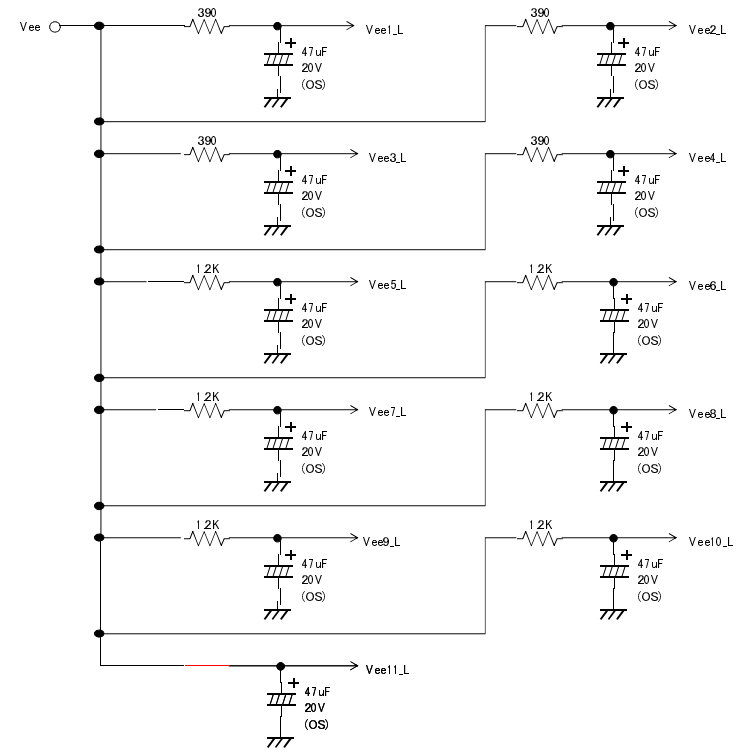 390
390
Vee
Vee1_L
Vee2_L
47uF
20V
(OS)
47uF
20V
(OS)
390
390
Vee3_L
Vee4_L
47uF
20V
(OS)
47uF
20V
(OS)
1.2K
1.2K
Vee5_L
Vee6_L
47uF
20V
(OS)
47uF
20V
(OS)
1.2K
1.2K
Vee7_L
Vee8_L
47uF
20V
(OS)
47uF
20V
(OS)
1.2K
1.2K
Vee9_L
Vee10_L
47uF
20V
(OS)
47uF
20V
(OS)
Vee11_L
47uF
20V
(OS)